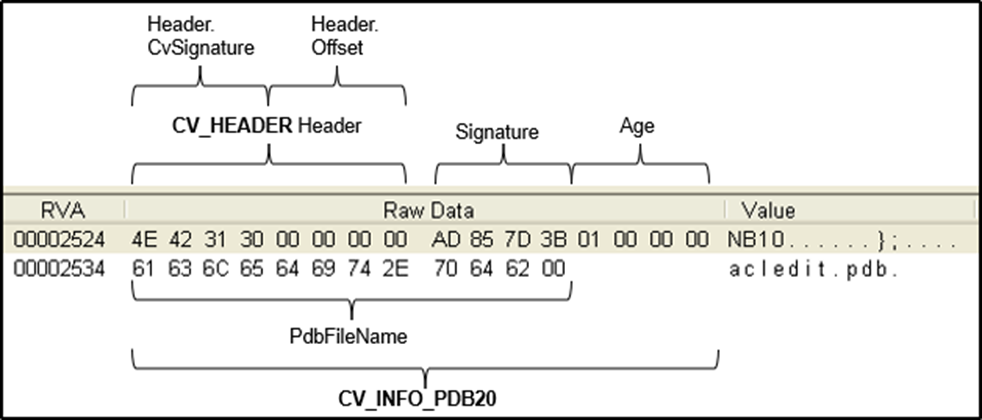 Header.
CvSignature
Header.
Offset
CV_HEADER Header
Signature
Age
RVA Raw Data Value
00002524 4E 42 31 30 00 00 00 00 AD 85 7D 3B 01 00 00 00 NB10......};....
00002534 61 63 6C 65 64 69 74 2E 70 64 62 00 acledit.pdb.
PdbFileName
CV_INFO_PDB20